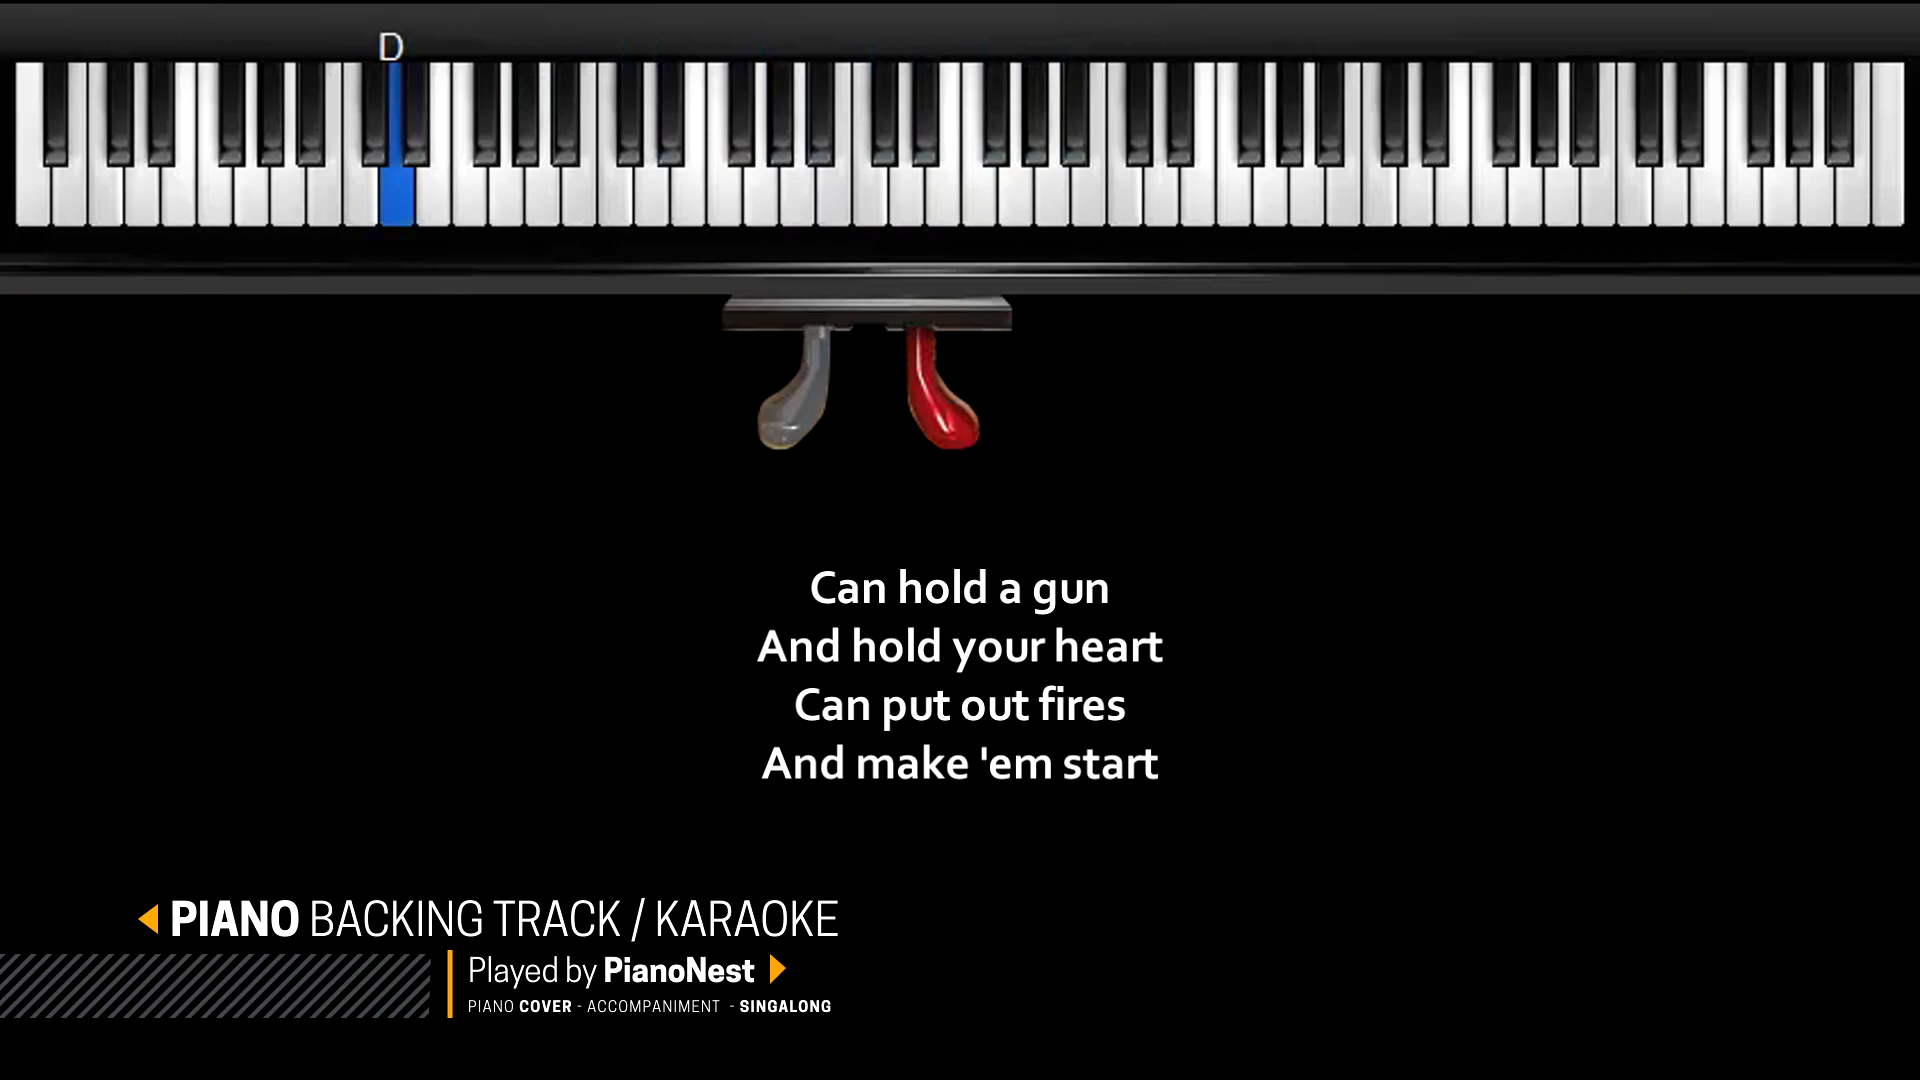 D
Can hold a gun
And hold your heart
Can put out fires
And make 'em start
PIANO BACKING TRACK / KARAOKE
Played by PianoNest
PIANO COVER - ACCOMPANIMENT - SINGALONG